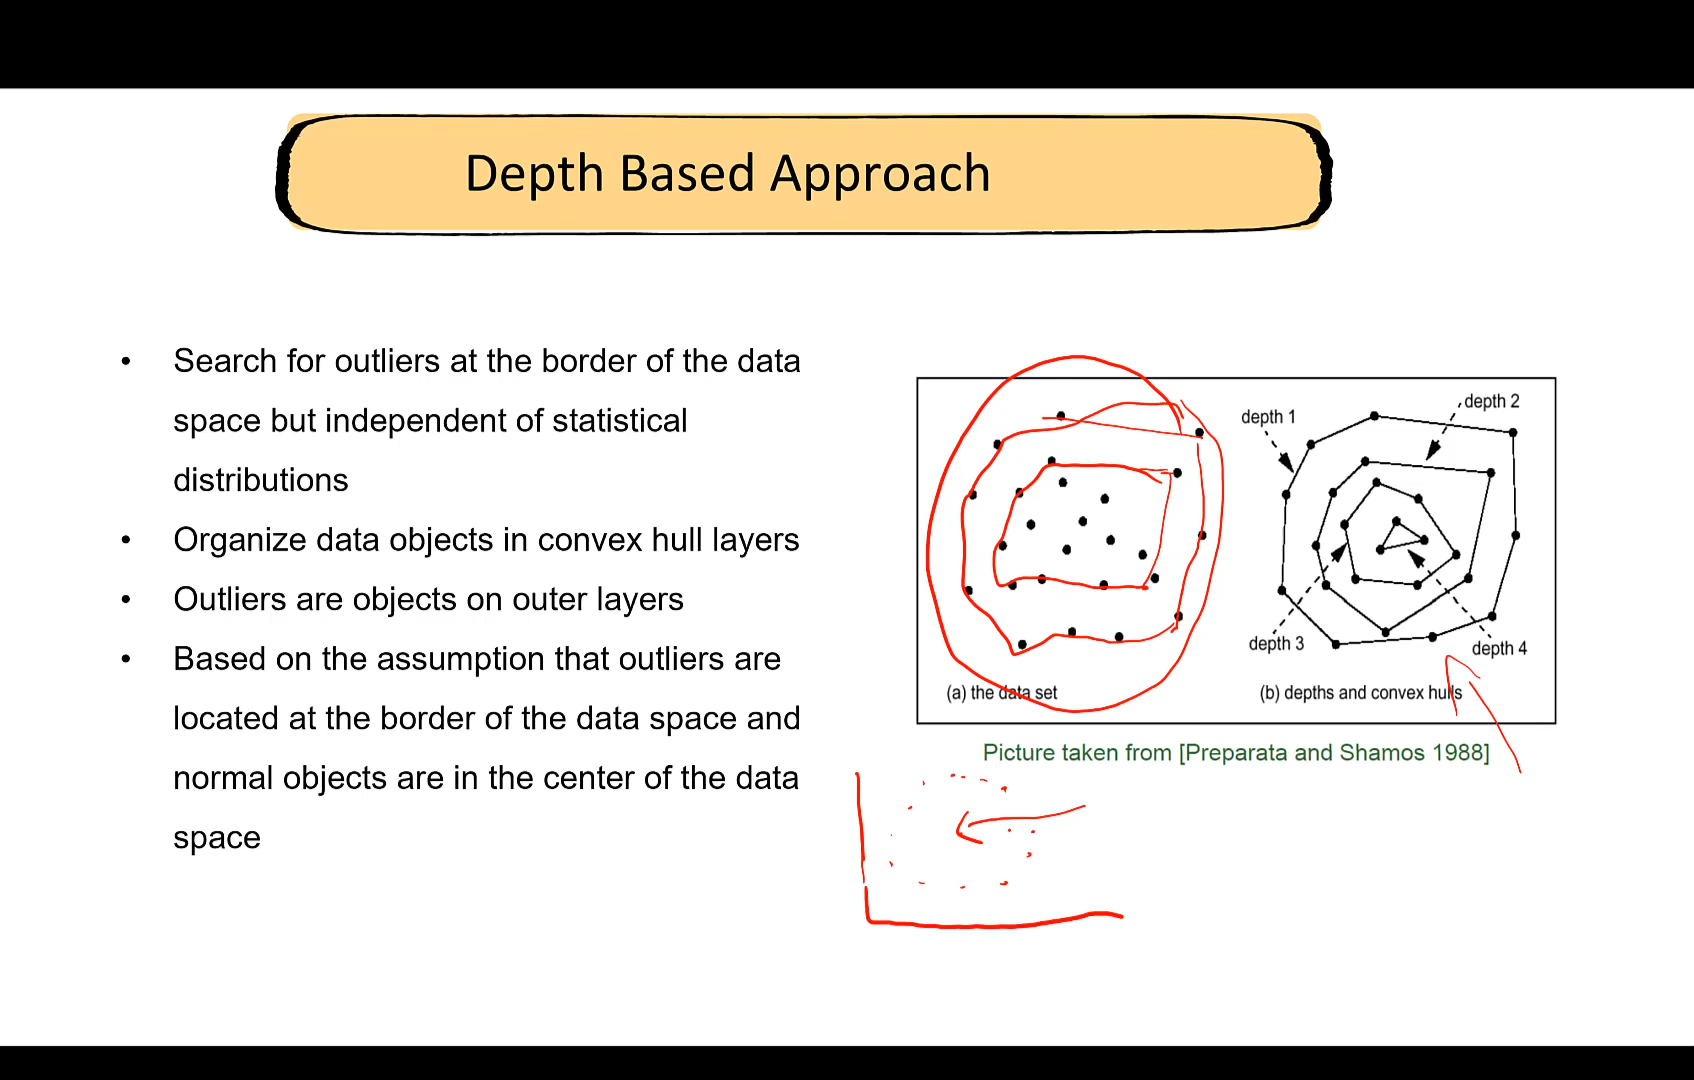 Depth Based Approach
• Search for outliers at the border of the data
space but independent of statistical
distributions
• Organize data objects in convex hull layers
• Outliers are objects on outer layers
• Based on the assumption that outliers are
located at the border of the data space and
normal objects are in the center of the data
space
depth 1
depth 2
depth 3
depth 4
(a) the data set
(b) depths and convex hulls
Picture taken from [Preparata and Shamos 1988]